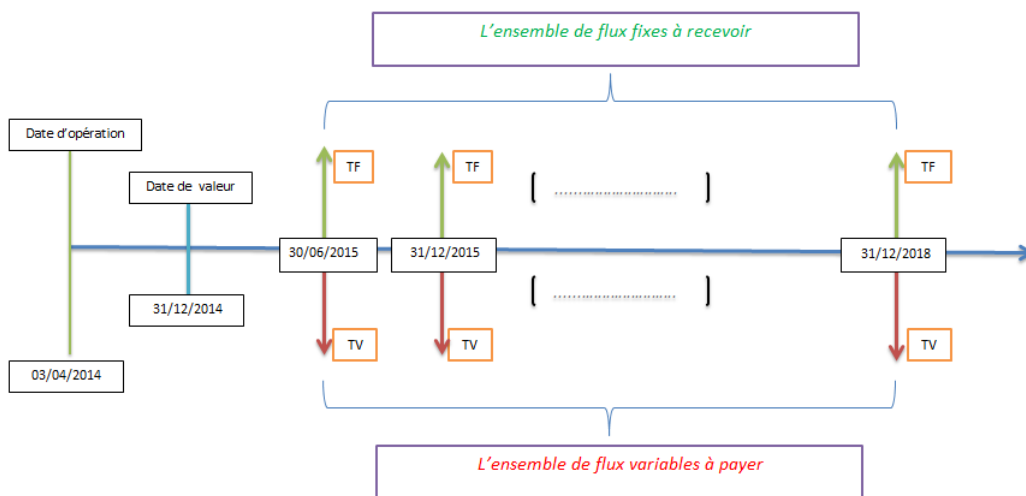 L'ensemble de flux fixes à recevoir
Date d'opération
TF
TF
TF
Date de valeur
[ ............................... ]
30/06/2015
31/12/2015
31/12/2018
31/12/2014
[ ............................... ]
TV
TV
TV
03/04/2014
L'ensemble de flux variables à payer